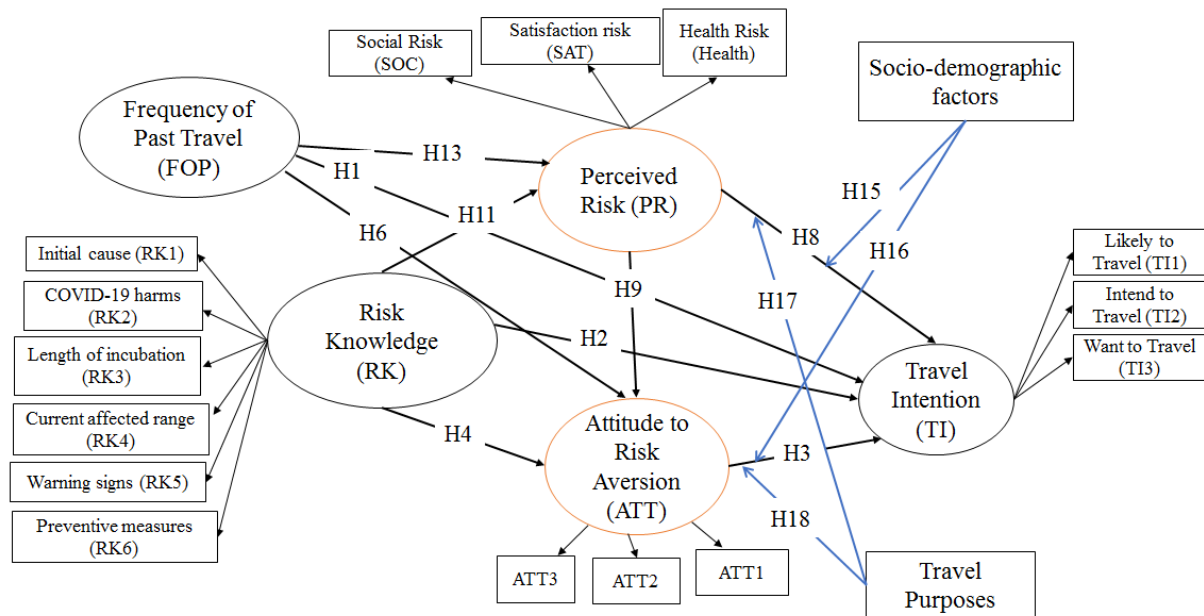 Social Risk
(SOC)
Satisfaction risk
(SAT)
Health Risk
(Health)
Socio-demographic
factors
Frequency of
Past Travel
(FOP)
H13
H1
Perceived
Risk (PR)
H15
H11
H6
H8
H16
Initial cause (RK1)
COVID-19 harms
(RK2)
Length of incubation
(RK3)
Current affected range
(RK4)
Warning signs (RK5)
Preventive measures
(RK6)
Risk
Knowledge
(RK)
H9
H17
H2
Likely to
Travel (TI1)
Intend to
Travel (TI2)
Want to Travel
(TI3)
Travel
Intention
(TI)
H4
Attitude to
Risk
Aversion
(ATT)
H3
H18
ATT3
ATT2
ATT1
Travel
Purposes